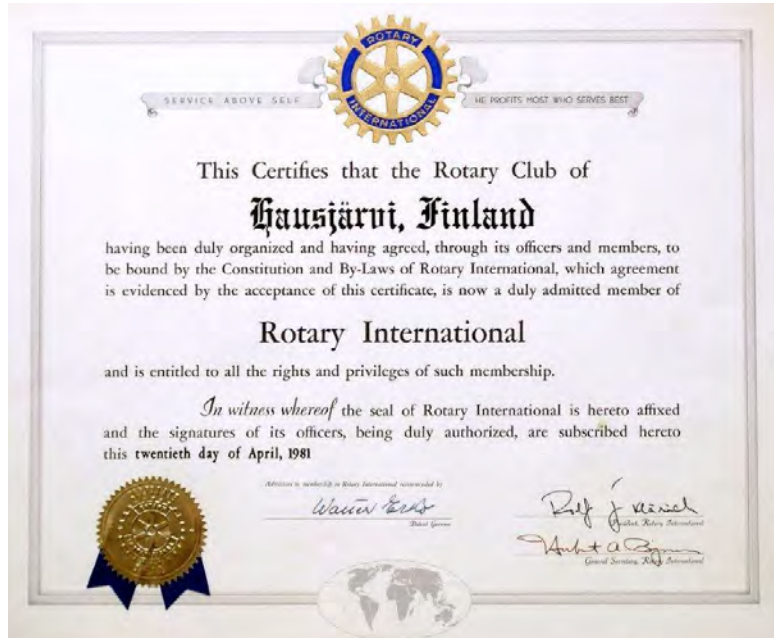 ROTARY
INTERNATIONAL
SERVICE ABOVE SELF
HE PROFITS MOST WHO SERVES BEST
This Certifies that the Rotary Club of
Hausjärvi, Finland
having been duly organized and having agreed, through its officers and members, to
be bound by the Constitution and By-Laws of Rotary International, which agreement
is evidenced by the acceptance of this certificate, is now a duly admitted member of
Rotary International
and is entitled to all the rights and privileges of such membership.
In witness whereof the seal of Rotary International is hereto affixed
and the signatures of its officers, being duly authorized, are subscribed hereto
this twentieth day of April, 1981
Admission to membership in Rotary International recommended by
District Governor
Rolf J
President, Rotary International
A
General Secretary, Rotary International